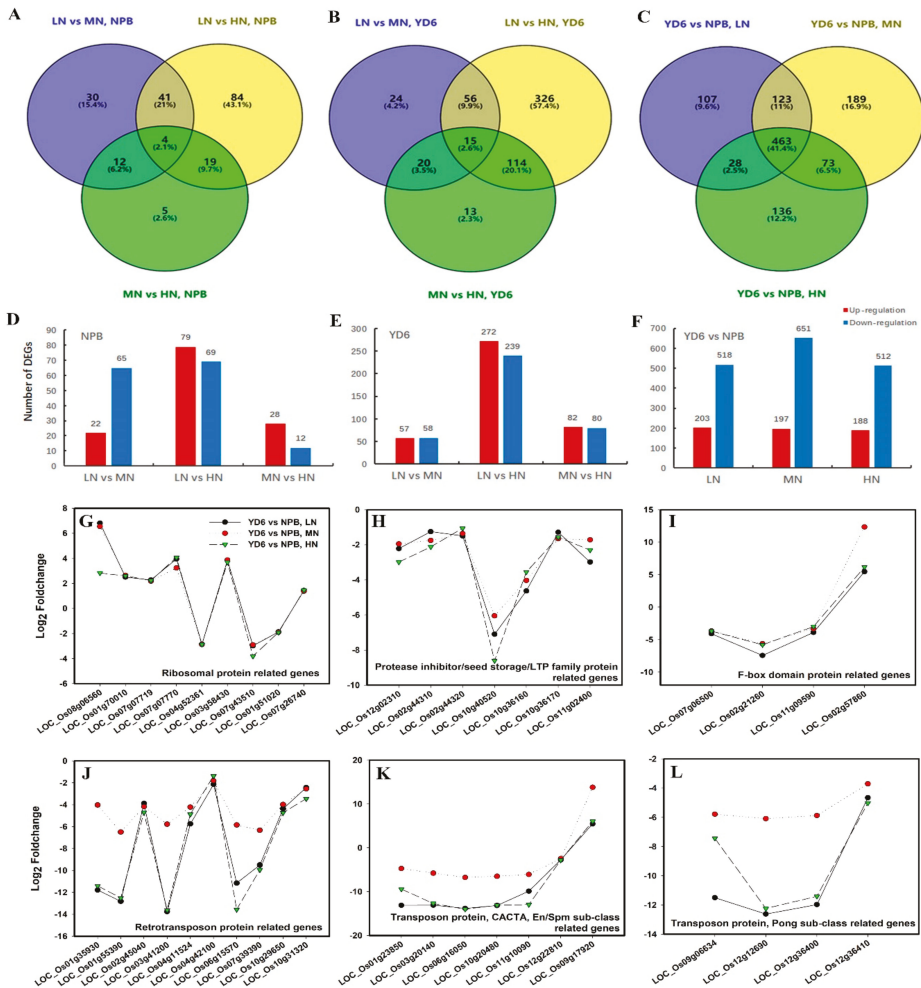 A
LN vs MN, NPB
LN vs HN, NPB
30
(15.4%)
41
(21%)
84
(43.1%)
4
(2.1%)
12
(6.2%)
19
(9.7%)
5
(2.6%)
MN vs HN, NPB
B
LN vs MN, YD6
LN vs HN, YD6
24
(4.2%)
56
(9.9%)
326
(57.4%)
15
(2.6%)
20
(3.5%)
114
(20.1%)
13
(2.3%)
MN vs HN, YD6
C
YD6 vs NPB, LN
YD6 vs NPB, MN
107
(9.6%)
123
(11%)
189
(16.9%)
463
(41.4%)
28
(2.5%)
73
(6.5%)
136
(12.2%)
YD6 vs NPB, HN
D
NPB
Number of DEGs
90
80
70
60
50
40
30
20
10
0
22
65
79
69
28
12
LN vs MN
LN vs HN
MN vs HN
E
YD6
300
250
200
150
100
50
0
57
58
272
239
82
80
LN vs MN
LN vs HN
MN vs HN
F
YD6 vs NPB
Up-regulation
Down-regulation
700
600
500
400
300
200
100
0
203
518
197
651
188
512
LN
MN
HN
G
YD6 vs NPB, LN
YD6 vs NPB, MN
YD6 vs NPB, HN
Log2 Foldchange
8
6
4
2
0
-2
-4
-6
Ribosomal protein related genes
LOC_Os08g06560
LOC_Os01g70010
LOC_Os07g07719
LOC_Os07g07770
LOC_Os04g52361
LOC_Os03g58430
LOC_Os07g43510
LOC_Os01g51020
LOC_Os07g26740
H
0
-2
-4
-6
-8
-10
Protease inhibitor/seed storage/LTP family protein
related genes
LOC_Os12g02310
LOC_Os02g44310
LOC_Os02g44320
LOC_Os10g40520
LOC_Os10g36160
LOC_Os10g36170
LOC_Os11g02400
I
15
10
5
0
-5
-10
F-box domain protein related genes
LOC_Os07g06500
LOC_Os02g21260
LOC_Os11g09590
LOC_Os02g57860
J
Log2 Foldchange
0
-2
-4
-6
-8
-10
-12
-14
-16
Retrotransposon protein related genes
LOC_Os01g35930
LOC_Os01g55390
LOC_Os02g45040
LOC_Os03g41200
LOC_Os04g11524
LOC_Os04g42100
LOC_Os06g15570
LOC_Os07g39390
LOC_Os10g29650
LOC_Os10g31320
K
20
10
0
-10
-20
Transposon protein, CACTA, En/Spm sub-class
related genes
LOC_Os01g23850
LOC_Os03g20140
LOC_Os06g16050
LOC_Os10g20480
LOC_Os11g10090
LOC_Os12g22810
LOC_Os09g17920
L
-2
-4
-6
-8
-10
-12
-14
Transposon protein, Pong sub-class related genes
LOC_Os09g06634
LOC_Os12g12690
LOC_Os12g36400
LOC_Os12g36410